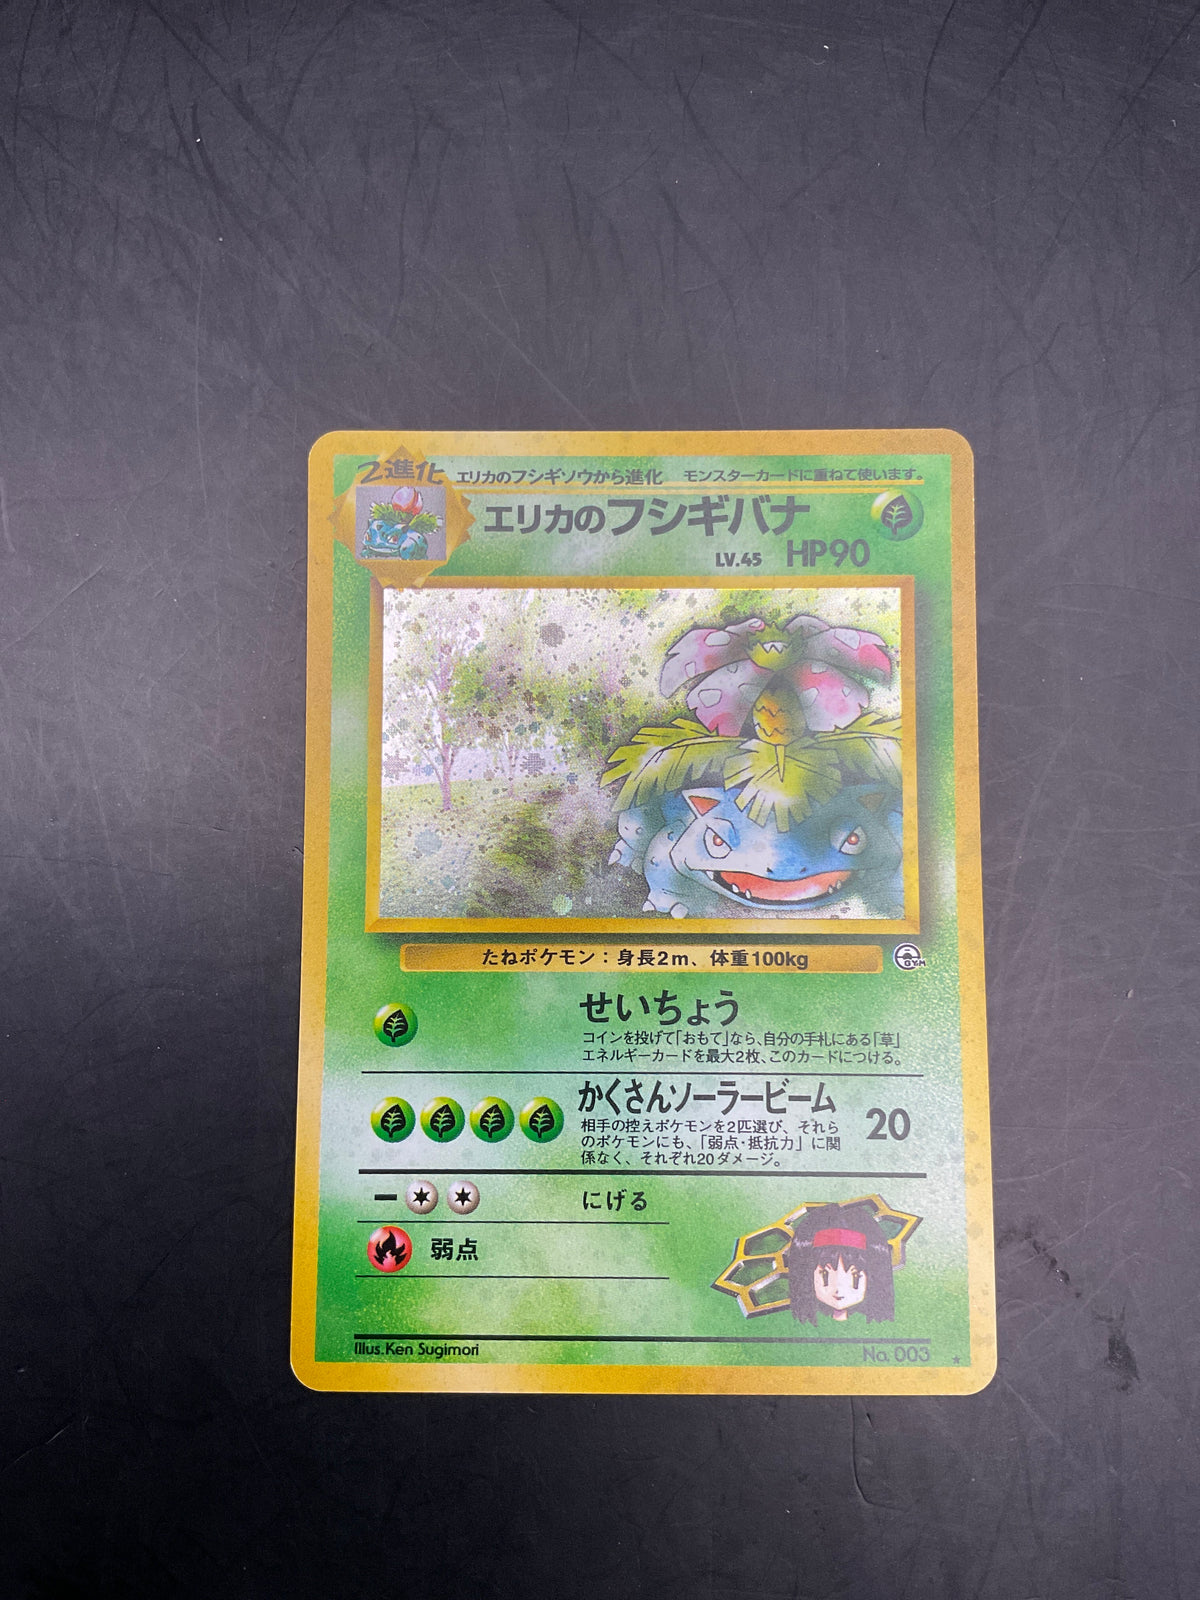 2進化
エリカのフシギソウから進化 モンスターカードに重ねて使います。
エリカのフシギバナ
LV.45 HP90
たねポケモン：身長2m、体重100kg
GYM
せいちょう
コインを投げて「おもて」なら、自分の手札にある「草」
エネルギーカードを最大2枚、このカードにつける。
かくさんソーラービーム 20
相手の控えポケモンを2匹選び、それら
のポケモンにも、「弱点・抵抗力」に関
係なく、それぞれ20ダメージ。
ー にげる
弱点
Illus.Ken Sugimori No. 003 ★